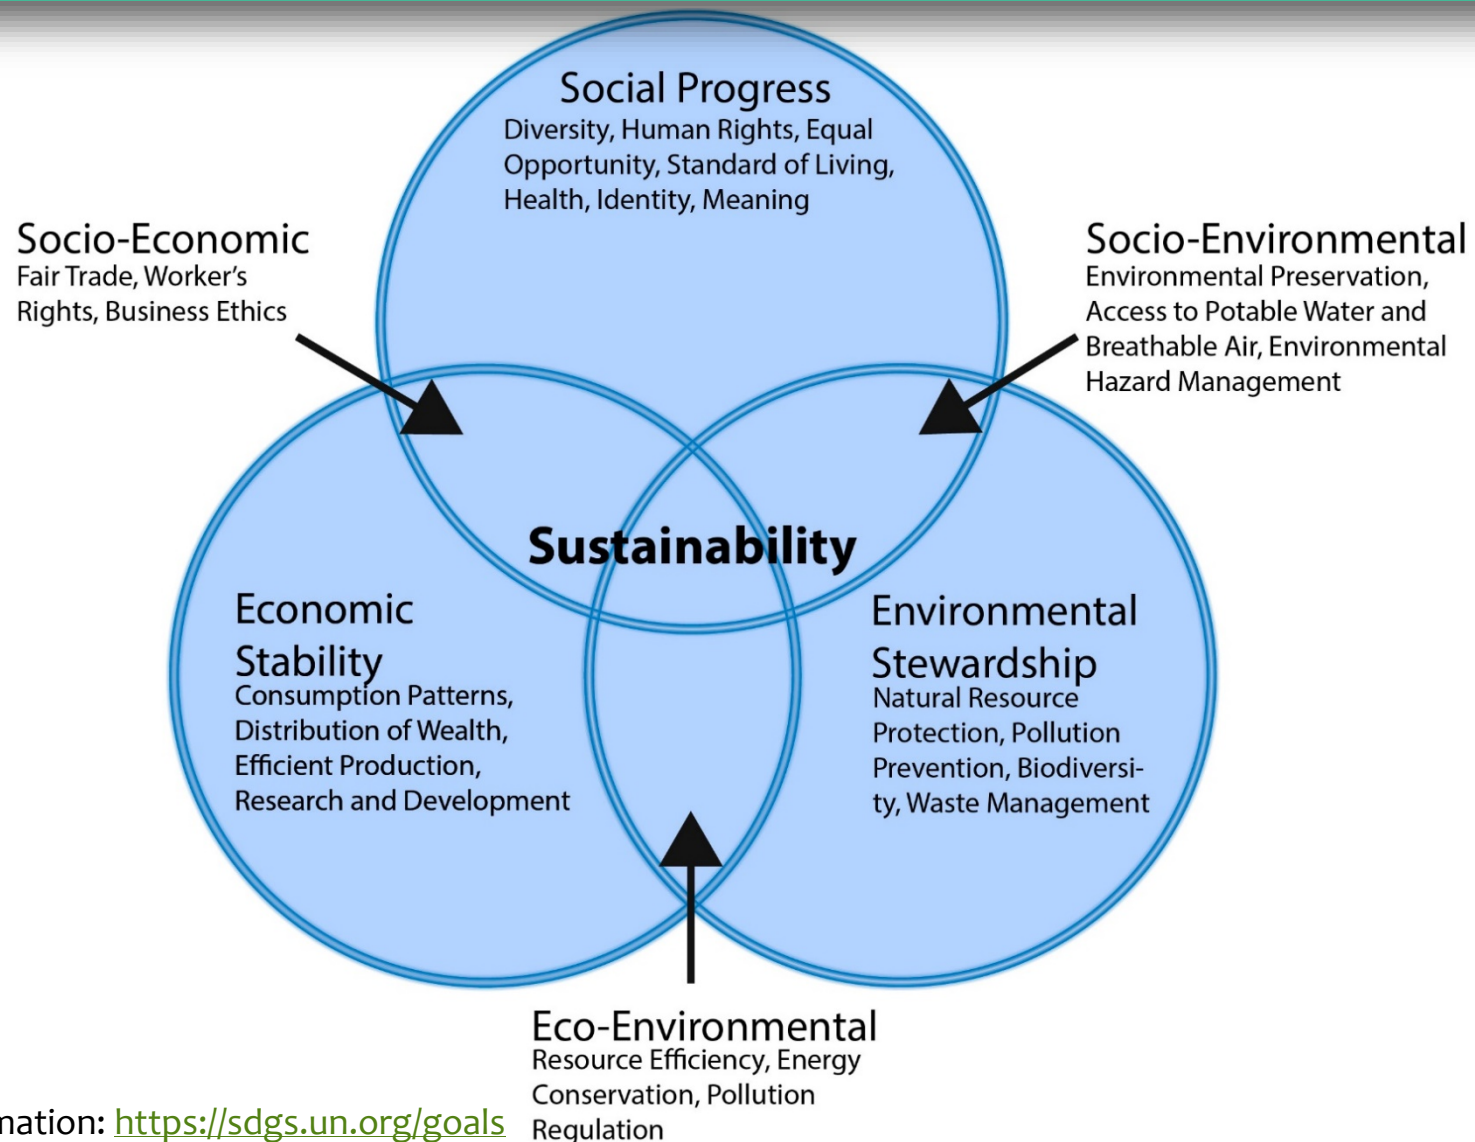 Social Progress
Diversity, Human Rights, Equal
Opportunity, Standard of Living,
Health, Identity, Meaning
Socio-Economic
Fair Trade, Worker's
Rights, Business Ethics
Socio-Environmental
Environmental Preservation,
Access to Potable Water and
Breathable Air, Environmental
Hazard Management
Sustainability
Economic
Stability
Consumption Patterns,
Distribution of Wealth,
Efficient Production,
Research and Development
Environmental
Stewardship
Natural Resource
Protection, Pollution
Prevention, Biodiversi-
ty, Waste Management
Eco-Environmental
Resource Efficiency, Energy
Conservation, Pollution
Regulation
mation: https://sdgs.un.org/goals